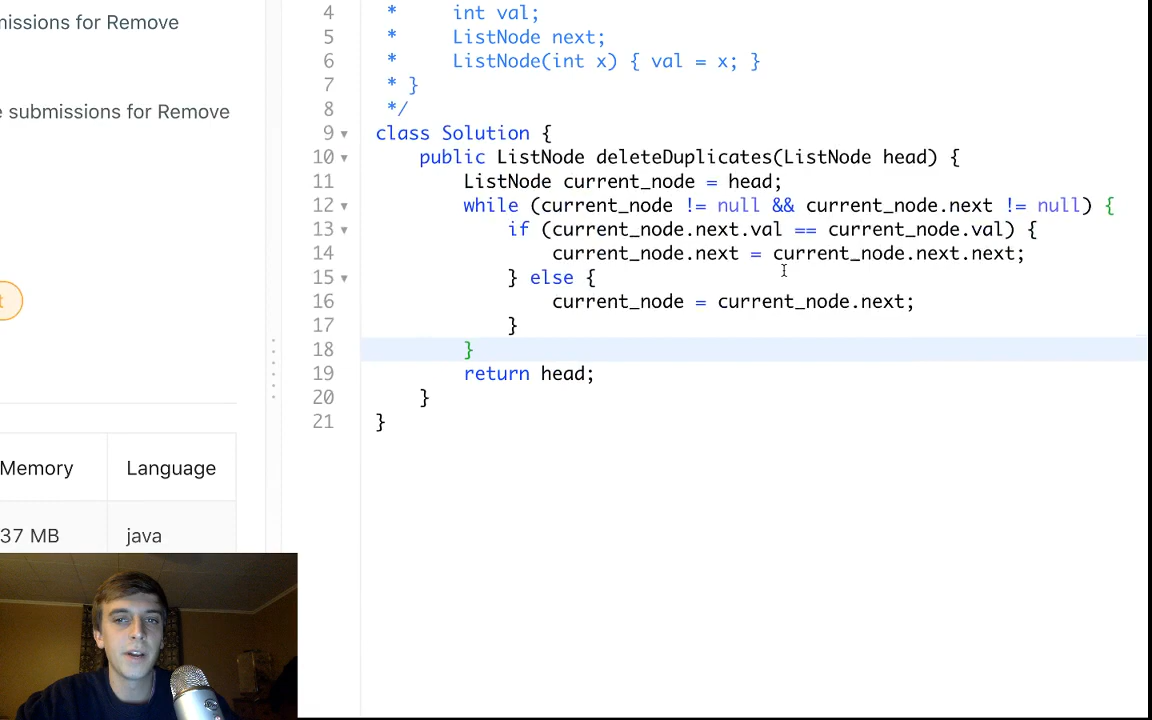 missions for Remove
e submissions for Remove
t
Memory Language
37 MB java
4 * int val;
5 * ListNode next;
6 * ListNode(int x) { val = x; }
7 * }
8 */
9 class Solution {
10 public ListNode deleteDuplicates(ListNode head) {
11 ListNode current_node = head;
12 while (current_node != null && current_node.next != null) {
13 if (current_node.next.val == current_node.val) {
14 current_node.next = current_node.next.next;
15 } else {
16 current_node = current_node.next;
17 }
18 }
19 return head;
20 }
21 }